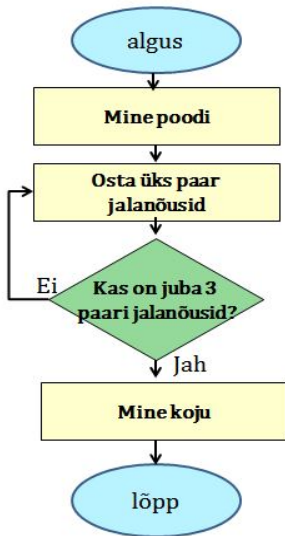 algus
Mine poodi
Osta üks paar
jalanõusid
Kas on juba 3
paari jalanõusid?
Ei
Jah
Mine koju
lõpp